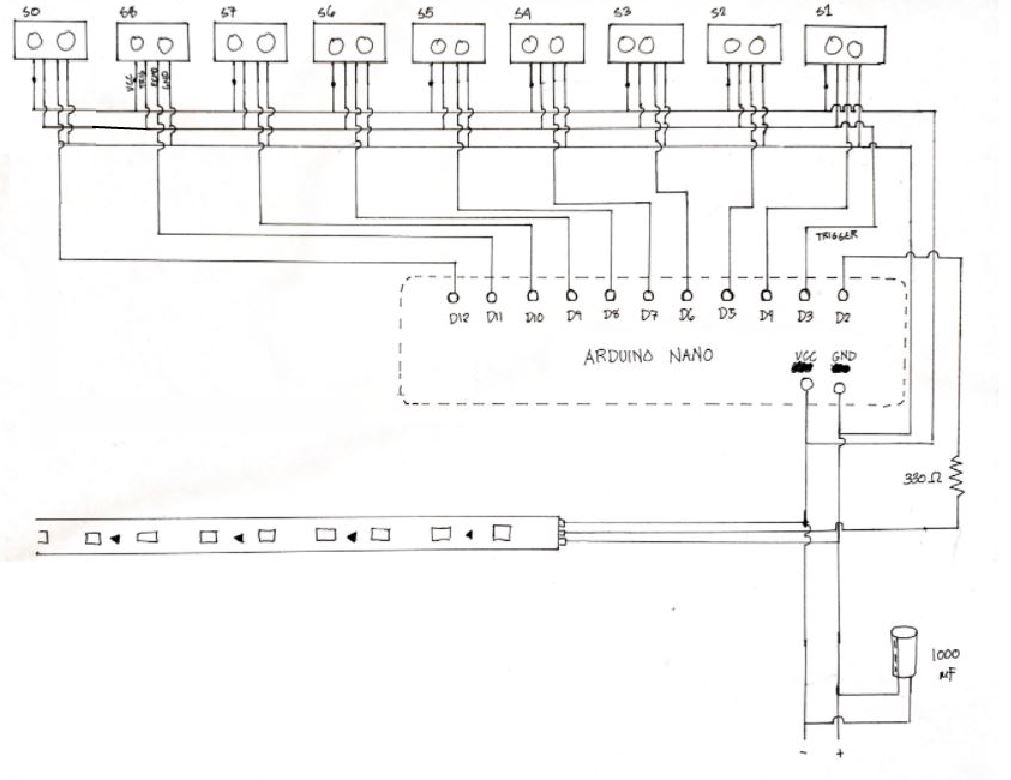 S0 S8 S7 S6 S5 S4 S3 S2 S1
VCC TRIG ECHO GND
TRIGGER
D12 D11 D10 D9 D8 D7 D6 D5 D4 D3 D2
ARDUINO NANO
VCC GND
330 Ω
1000
MF
- +